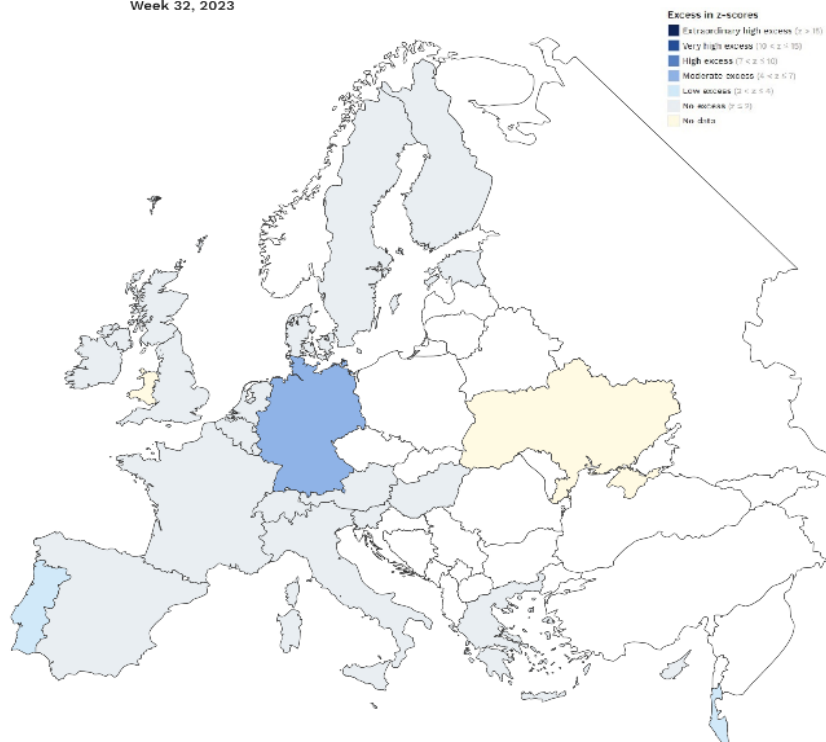 Week 32, 2023
Excess in z-scores
Extraordinary high excess (z > 15)
Very high excess (10 < z ≤ 15)
High excess (7 < z ≤ 10)
Moderate excess (4 < z ≤ 7)
Low excess (2 < z ≤ 4)
No excess (z ≤ 2)
No data